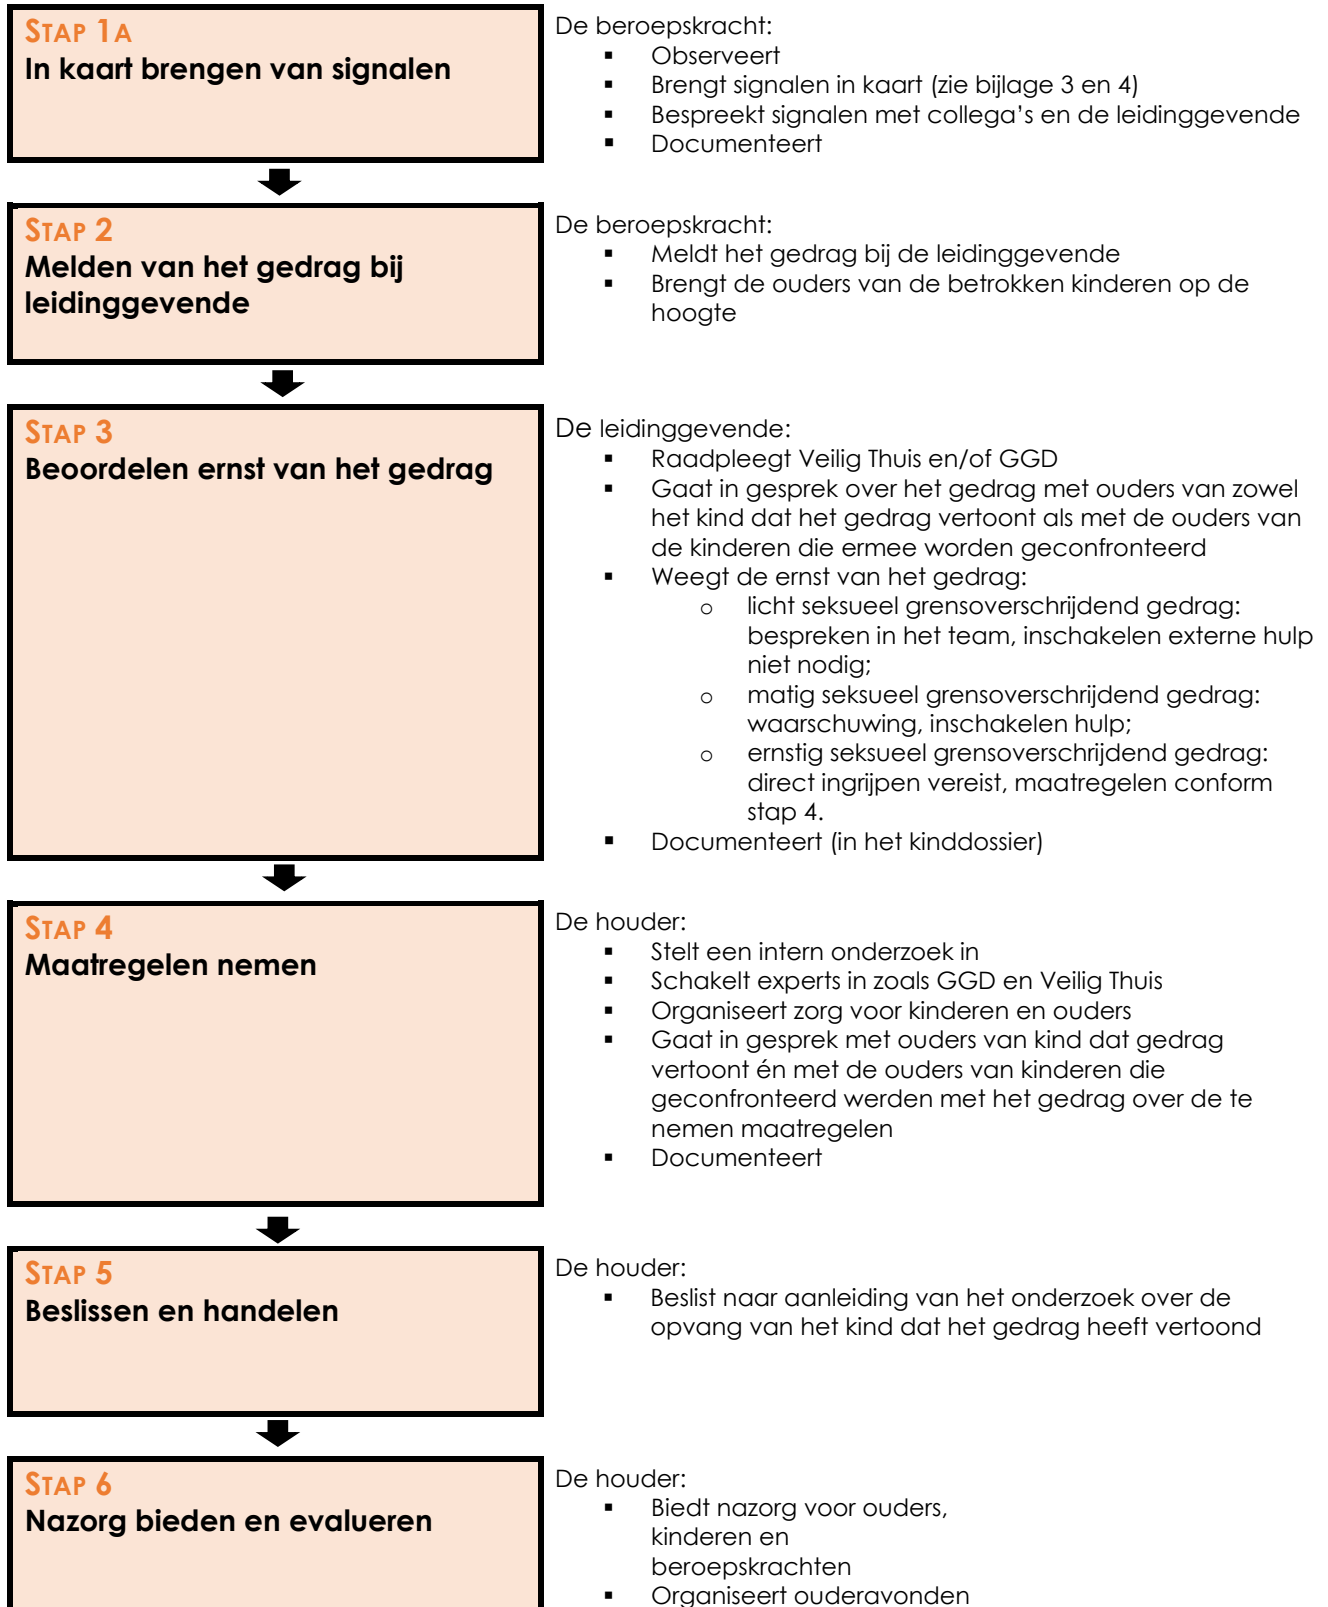 STAP 1A
In kaart brengen van signalen
De beroepskracht:
▪ Observeert
▪ Brengt signalen in kaart (zie bijlage 3 en 4)
▪ Bespreekt signalen met collega's en de leidinggevende
▪ Documenteert
STAP 2
Melden van het gedrag bij
leidinggevende
De beroepskracht:
▪ Meldt het gedrag bij de leidinggevende
▪ Brengt de ouders van de betrokken kinderen op de
hoogte
STAP 3
Beoordelen ernst van het gedrag
De leidinggevende:
▪ Raadpleegt Veilig Thuis en/of GGD
▪ Gaat in gesprek over het gedrag met ouders van zowel
het kind dat het gedrag vertoont als met de ouders van
de kinderen die ermee worden geconfronteerd
▪ Weegt de ernst van het gedrag:
o licht seksueel grensoverschrijdend gedrag:
bespreken in het team, inschakelen externe hulp
niet nodig;
o matig seksueel grensoverschrijdend gedrag:
waarschuwing, inschakelen hulp;
o ernstig seksueel grensoverschrijdend gedrag:
direct ingrijpen vereist, maatregelen conform
stap 4.
▪ Documenteert (in het kinddossier)
STAP 4
Maatregelen nemen
De houder:
▪ Stelt een intern onderzoek in
▪ Schakelt experts in zoals GGD en Veilig Thuis
▪ Organiseert zorg voor kinderen en ouders
▪ Gaat in gesprek met ouders van kind dat gedrag
vertoont én met de ouders van kinderen die
geconfronteerd werden met het gedrag over de te
nemen maatregelen
▪ Documenteert
STAP 5
Beslissen en handelen
De houder:
▪ Beslist naar aanleiding van het onderzoek over de
opvang van het kind dat het gedrag heeft vertoond
STAP 6
Nazorg bieden en evalueren
De houder:
▪ Biedt nazorg voor ouders,
kinderen en
beroepskrachten
▪ Organiseert ouderavonden